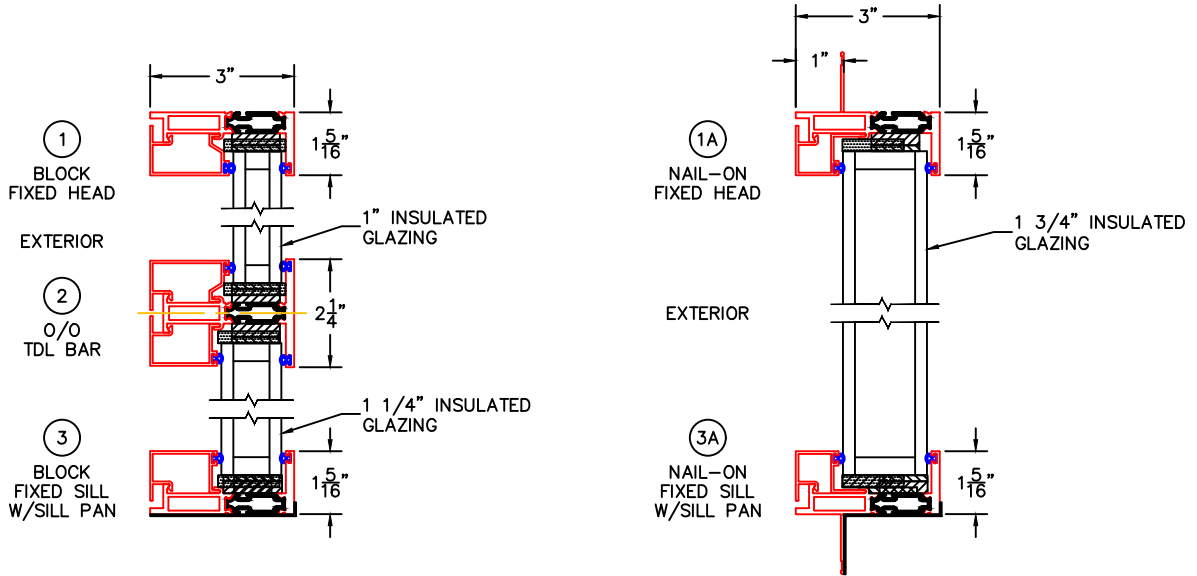 3"
1
BLOCK
FIXED HEAD
1 5/16"
1" INSULATED
GLAZING
EXTERIOR
2
O/O
TDL BAR
2 1/4"
1 1/4" INSULATED
GLAZING
3
BLOCK
FIXED SILL
W/SILL PAN
1 5/16"
3"
1"
1A
NAIL-ON
FIXED HEAD
1 5/16"
1 3/4" INSULATED
GLAZING
EXTERIOR
3A
NAIL-ON
FIXED SILL
W/SILL PAN
1 5/16"